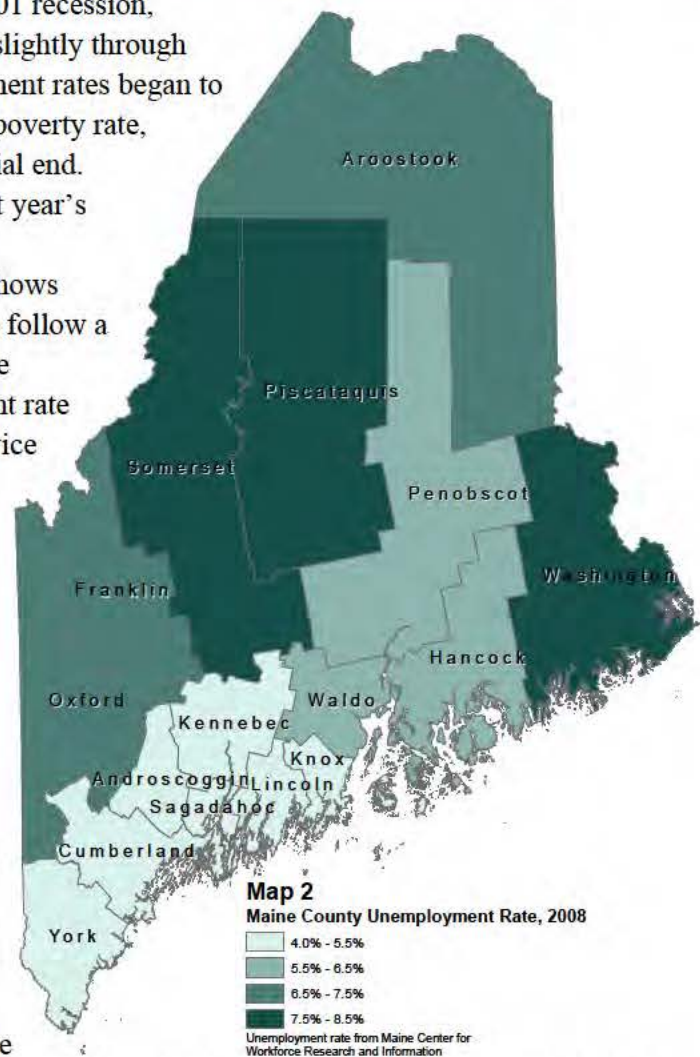 01 recession,
slightly through
ment rates began to
poverty rate,
ial end.
t year's
hows
follow a
e
nt rate
ice
Aroostook
Piscataquis
Somerset
Penobscot
Washington
Franklin
Hancock
Oxford
Waldo
Kennebec
Knox
Androscoggin
Lincoln
Sagadahoc
Cumberland
York
Map 2
Maine County Unemployment Rate, 2008
4.0% - 5.5%
5.5% - 6.5%
6.5% - 7.5%
7.5% - 8.5%
Unemployment rate from Maine Center for
Workforce Research and Information
e